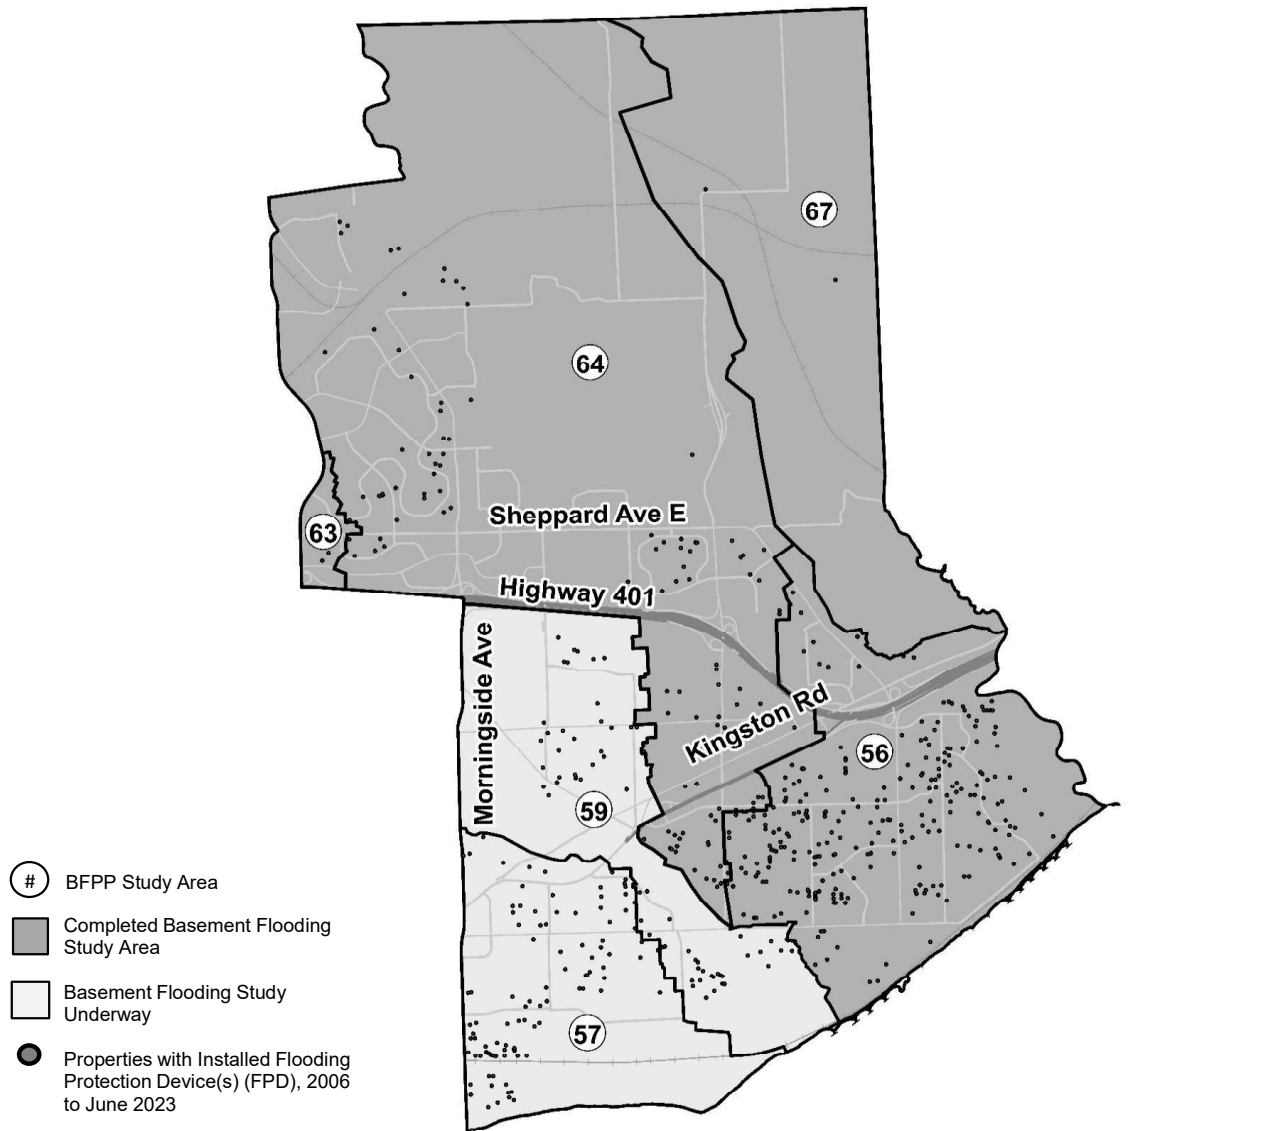 67
64
Sheppard Ave E
63
Highway 401
Morningside Ave
Kingston Rd
56
59
57
# BFPP Study Area
Completed Basement Flooding
Study Area
Basement Flooding Study
Underway
Properties with Installed Flooding
Protection Device(s) (FPD), 2006
to June 2023